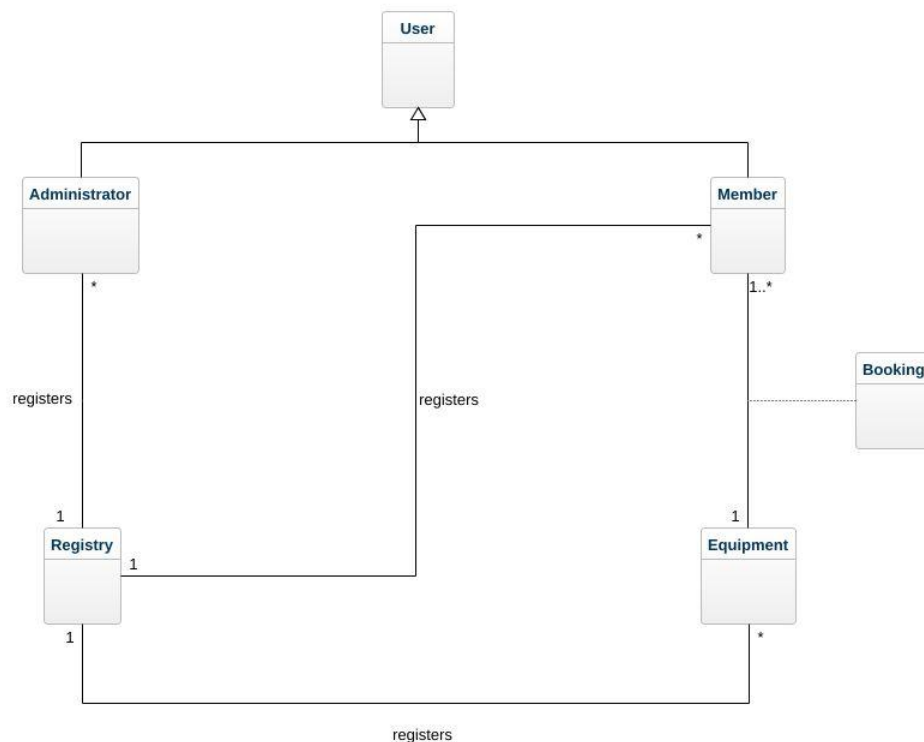 User
Administrator
Member
*
*
1..*
Booking
registers
registers
1
1
Registry
Equipment
1
1
*
registers